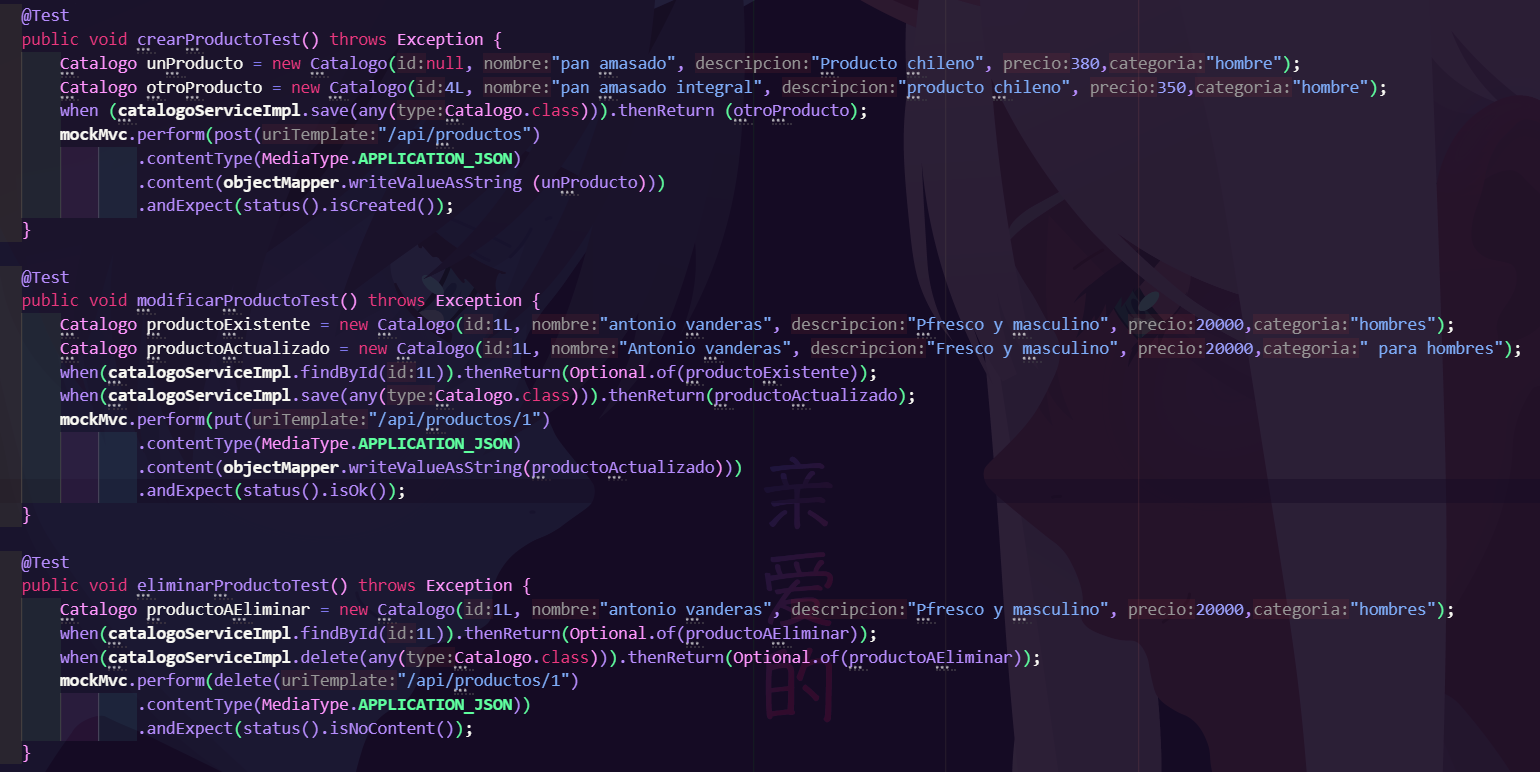 @Test
public void crearProductoTest() throws Exception {
Catalogo unProducto = new Catalogo(id:null, nombre:"pan amasado", descripcion:"Producto chileno", precio:380,categoria:"hombre");
Catalogo otroProducto = new Catalogo(id:4L, nombre:"pan amasado integral", descripcion:"producto chileno", precio:350,categoria:"hombre");
when (catalogoServiceImpl.save(any(type:Catalogo.class))).thenReturn (otroProducto);
mockMvc.perform(post(uriTemplate:"/api/productos")
.contentType(MediaType.APPLICATION_JSON)
.content(objectMapper.writeValueAsString (unProducto)))
.andExpect(status().isCreated());
}
@Test
public void modificarProductoTest() throws Exception {
Catalogo productoExistente = new Catalogo(id:1L, nombre:"antonio vanderas", descripcion:"Pfresco y masculino", precio:20000,categoria:"hombres");
Catalogo productoActualizado = new Catalogo(id:1L, nombre:"Antonio vanderas", descripcion:"Fresco y masculino", precio:20000,categoria:" para hombres");
when(catalogoServiceImpl.findById(id:1L)).thenReturn(Optional.of(productoExistente));
when(catalogoServiceImpl.save(any(type:Catalogo.class))).thenReturn(productoActualizado);
mockMvc.perform(put(uriTemplate:"/api/productos/1")
.contentType(MediaType.APPLICATION_JSON)
.content(objectMapper.writeValueAsString(productoActualizado)))
.andExpect(status().isOk());
}
@Test
public void eliminarProductoTest() throws Exception {
Catalogo productoAEliminar = new Catalogo(id:1L, nombre:"antonio vanderas", descripcion:"Pfresco y masculino", precio:20000,categoria:"hombres");
when(catalogoServiceImpl.findById(id:1L)).thenReturn(Optional.of(productoAEliminar));
when(catalogoServiceImpl.delete(any(type:Catalogo.class))).thenReturn(Optional.of(productoAEliminar));
mockMvc.perform(delete(uriTemplate:"/api/productos/1")
.contentType(MediaType.APPLICATION_JSON))
.andExpect(status().isNoContent());
}
亲爱的